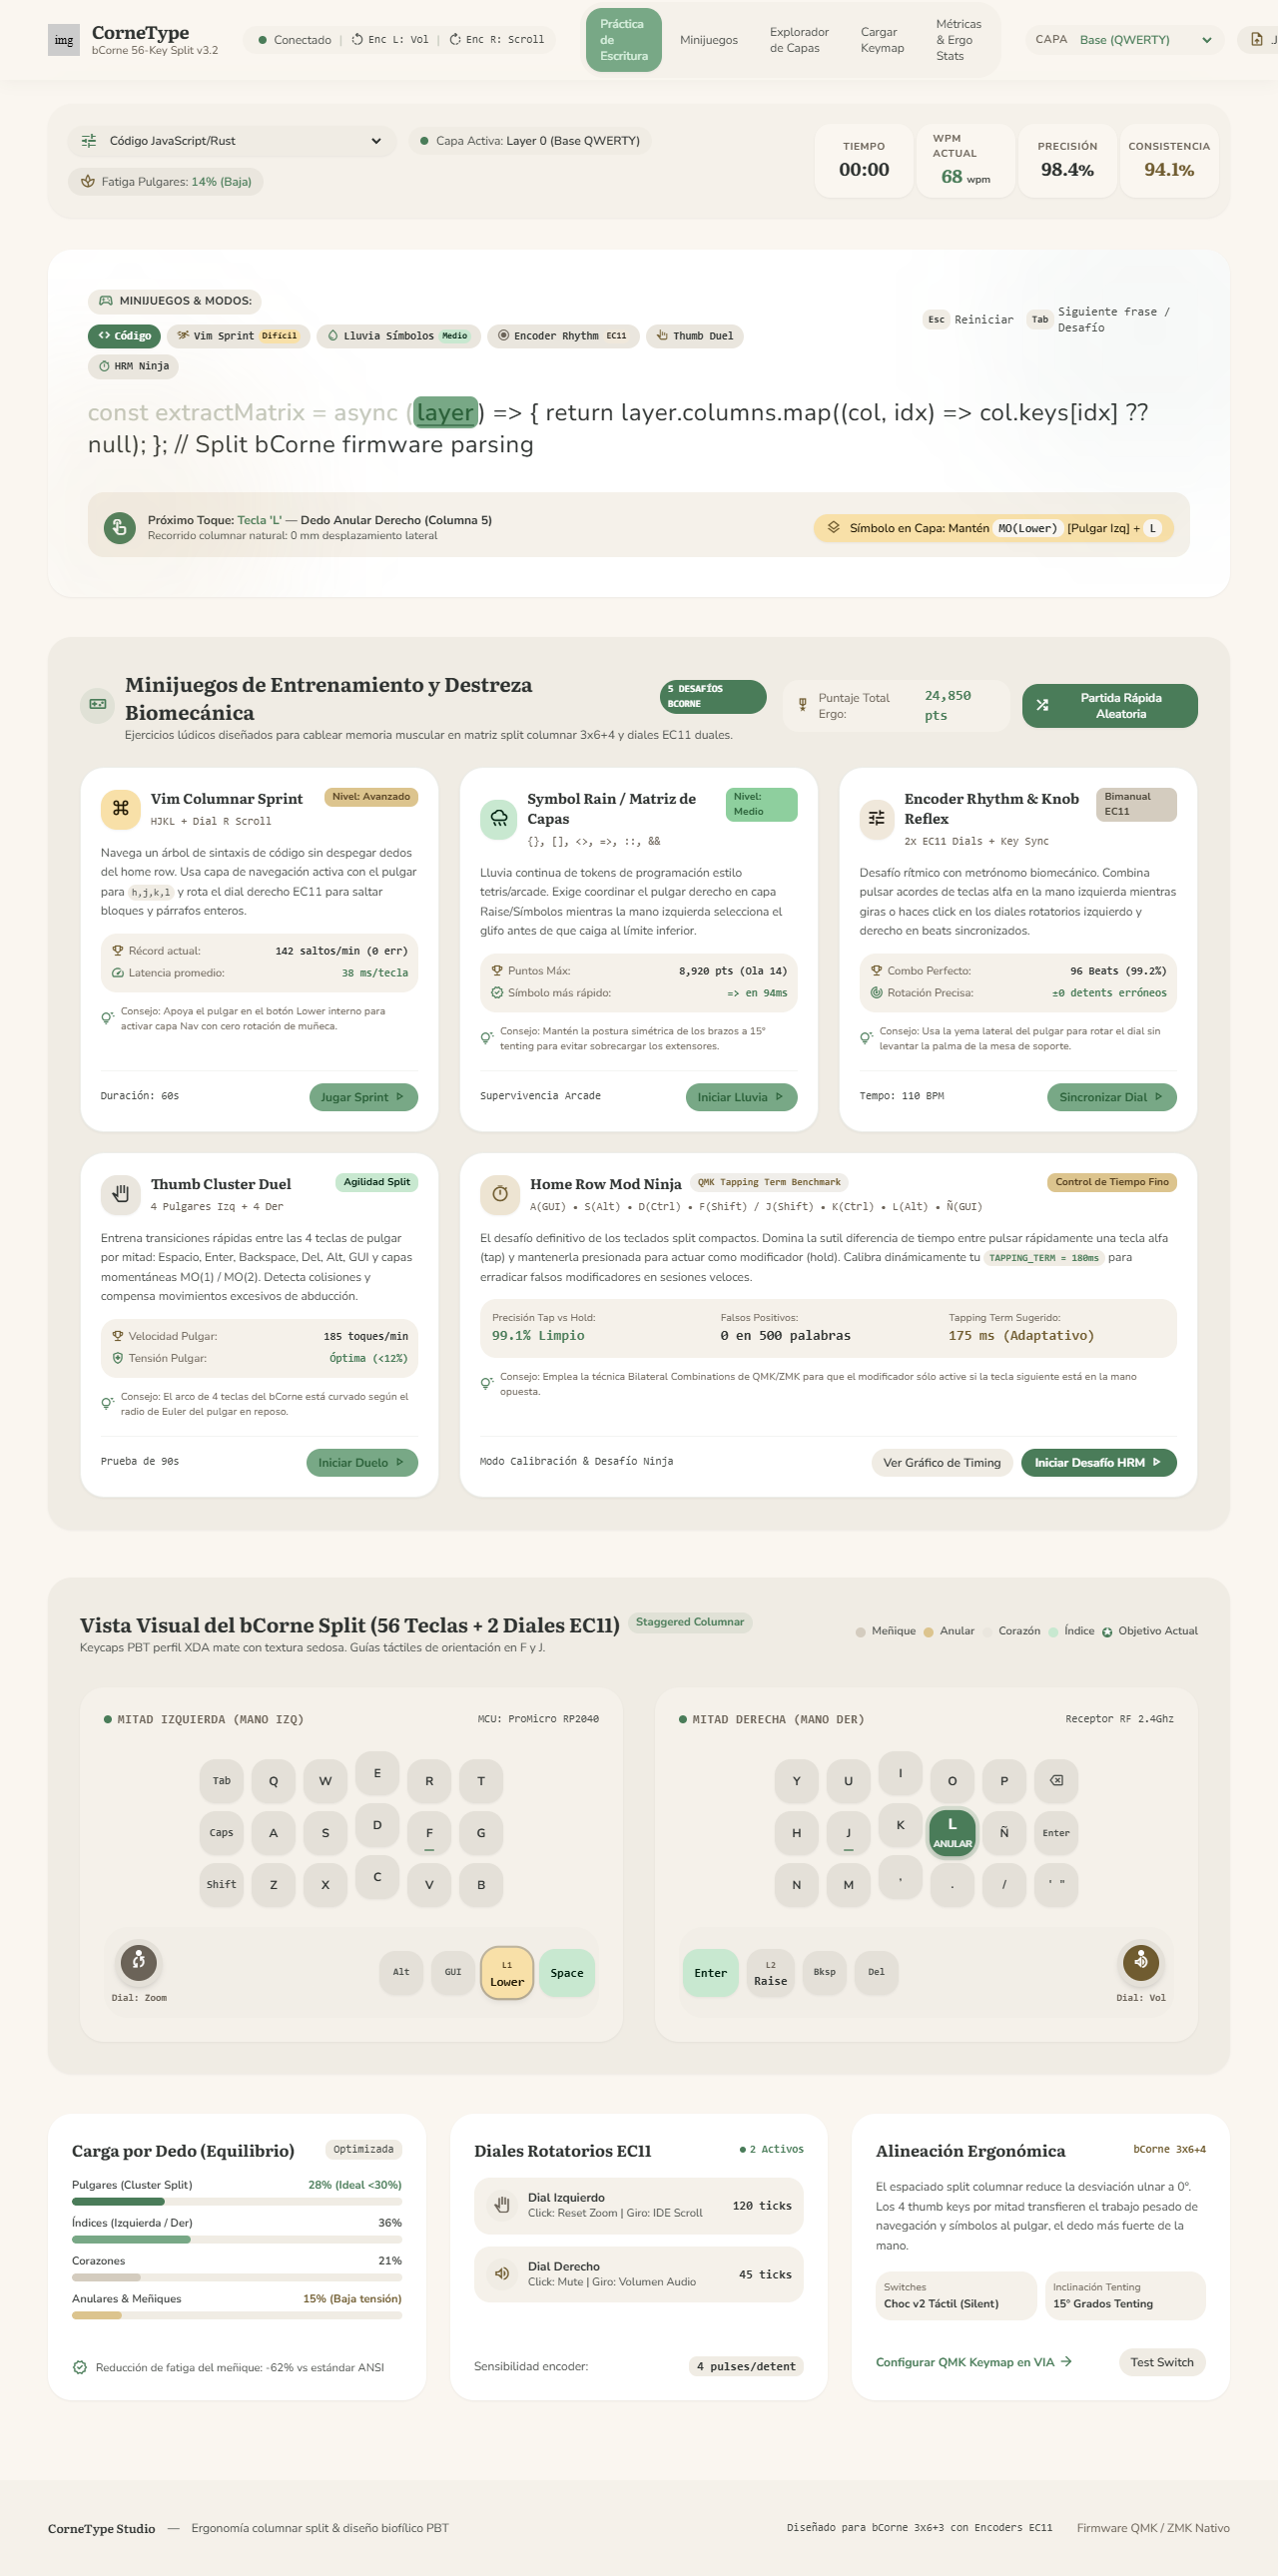 img
CorneType
bCorne 56-Key Split v3.2
Conectado | Enc L: Vol | Enc R: Scroll
Práctica de Escritura
Minijuegos
Explorador de Capas
Cargar Keymap
Métricas & Ergo Stats
CAPA Base (QWERTY)
Código JavaScript/Rust
Capa Activa: Layer 0 (Base QWERTY)
Fatiga Pulgares: 14% (Baja)
TIEMPO
00:00
WPM ACTUAL
68 wpm
PRECISIÓN
98.4%
CONSISTENCIA
94.1%
MINIJUEGOS & MODOS:
Código
Vim Sprint Difícil
Lluvia Símbolos Medio
Encoder Rhythm EC11
Thumb Duel
HRM Ninja
Esc Reiniciar Tab Siguiente frase / Desafío
const extractMatrix = async (layer) => { return layer.columns.map((col, idx) => col.keys[idx] ??
null); }; // Split bCorne firmware parsing
Próximo Toque: Tecla 'L' — Dedo Anular Derecho (Columna 5)
Recorrido columnar natural: 0 mm desplazamiento lateral
Símbolo en Capa: Mantén MO(Lower) [Pulgar Izq] + L
Minijuegos de Entrenamiento y Destreza
Biomecánica
5 DESAFÍOS BCORNE
Ejercicios lúdicos diseñados para cablear memoria muscular en matriz split columnar 3x6+4 y diales EC11 duales.
Puntaje Total Ergo: 24,850 pts
Partida Rápida Aleatoria
Vim Columnar Sprint
Nivel: Avanzado
HJKL + Dial R Scroll
Navega un árbol de sintaxis de código sin despegar dedos
del home row. Usa capa de navegación activa con el pulgar
para h,j,k,l y rota el dial derecho EC11 para saltar
bloques y párrafos enteros.
Récord actual: 142 saltos/min (0 err)
Latencia promedio: 38 ms/tecla
Consejo: Apoya el pulgar en el botón Lower interno para
activar capa Nav con cero rotación de muñeca.
Duración: 60s
Jugar Sprint
Symbol Rain / Matriz de
Capas
Nivel: Medio
{}, [], <>, =>, ::, &&
Lluvia continua de tokens de programación estilo
tetris/arcade. Exige coordinar el pulgar derecho en capa
Raise/Símbolos mientras la mano izquierda selecciona el
glifo antes de que caiga al límite inferior.
Puntos Máx: 8,920 pts (Ola 14)
Símbolo más rápido: => en 94ms
Consejo: Mantén la postura simétrica de los brazos a 15°
tenting para evitar sobrecargar los extensores.
Supervivencia Arcade
Iniciar Lluvia
Encoder Rhythm & Knob
Reflex
Bimanual EC11
2x EC11 Dials + Key Sync
Desafío rítmico con metrónomo biomecánico. Combina
pulsar acordes de teclas alfa en la mano izquierda mientras
giras o haces click en los diales rotatorios izquierdo y
derecho en beats sincronizados.
Combo Perfecto: 96 Beats (99.2%)
Rotación Precisa: ±0 detents erróneos
Consejo: Usa la yema lateral del pulgar para rotar el dial sin
levantar la palma de la mesa de soporte.
Tempo: 110 BPM
Sincronizar Dial
Thumb Cluster Duel
Agilidad Split
4 Pulgares Izq + 4 Der
Entrena transiciones rápidas entre las 4 teclas de pulgar
por mitad: Espacio, Enter, Backspace, Del, Alt, GUI y capas
momentáneas MO(1) / MO(2). Detecta colisiones y
compensa movimientos excesivos de abducción.
Velocidad Pulgar: 185 toques/min
Tensión Pulgar: Óptima (<12%)
Consejo: El arco de 4 teclas del bCorne está curvado según el
radio de Euler del pulgar en reposo.
Prueba de 90s
Iniciar Duelo
Home Row Mod Ninja
QMK Tapping Term Benchmark
Control de Tiempo Fino
A(GUI) • S(Alt) • D(Ctrl) • F(Shift) / J(Shift) • K(Ctrl) • L(Alt) • Ñ(GUI)
El desafío definitivo de los teclados split compactos. Domina la sutil diferencia de tiempo entre pulsar rápidamente una tecla alfa
(tap) y mantenerla presionada para actuar como modificador (hold). Calibra dinámicamente tu TAPPING_TERM = 180ms para
erradicar falsos modificadores en sesiones veloces.
Precisión Tap vs Hold:
99.1% Limpio
Falsos Positivos:
0 en 500 palabras
Tapping Term Sugerido:
175 ms (Adaptativo)
Consejo: Emplea la técnica Bilateral Combinations de QMK/ZMK para que el modificador sólo active si la tecla siguiente está en la mano
opuesta.
Modo Calibración & Desafío Ninja
Ver Gráfico de Timing
Iniciar Desafío HRM
Vista Visual del bCorne Split (56 Teclas + 2 Diales EC11)
Staggered Columnar
Keycaps PBT perfil XDA mate con textura sedosa. Guías táctiles de orientación en F y J.
Meñique Anular Corazón Índice Objetivo Actual
MITAD IZQUIERDA (MANO IZQ)
MCU: ProMicro RP2040
Tab Q W E R T
Caps A S D F G
Shift Z X C V B
Dial: Zoom
Alt GUI L1 Lower Space
MITAD DERECHA (MANO DER)
Receptor RF 2.4Ghz
Y U I O P
H J K L ANULAR Ñ Enter
N M , . / ' "
Enter L2 Raise Bksp Del
Dial: Vol
Carga por Dedo (Equilibrio)
Optimizada
Pulgares (Cluster Split) 28% (Ideal <30%)
Índices (Izquierda / Der) 36%
Corazones 21%
Anulares & Meñiques 15% (Baja tensión)
Reducción de fatiga del meñique: -62% vs estándar ANSI
Diales Rotatorios EC11
2 Activos
Dial Izquierdo
Click: Reset Zoom | Giro: IDE Scroll
120 ticks
Dial Derecho
Click: Mute | Giro: Volumen Audio
45 ticks
Sensibilidad encoder: 4 pulses/detent
Alineación Ergonómica
bCorne 3x6+4
El espaciado split columnar reduce la desviación ulnar a 0°.
Los 4 thumb keys por mitad transfieren el trabajo pesado de
navegación y símbolos al pulgar, el dedo más fuerte de la
mano.
Switches
Choc v2 Táctil (Silent)
Inclinación Tenting
15° Grados Tenting
Configurar QMK Keymap en VIA
Test Switch
CorneType Studio — Ergonomía columnar split & diseño biofílico PBT
Diseñado para bCorne 3x6+3 con Encoders EC11
Firmware QMK / ZMK Nativo